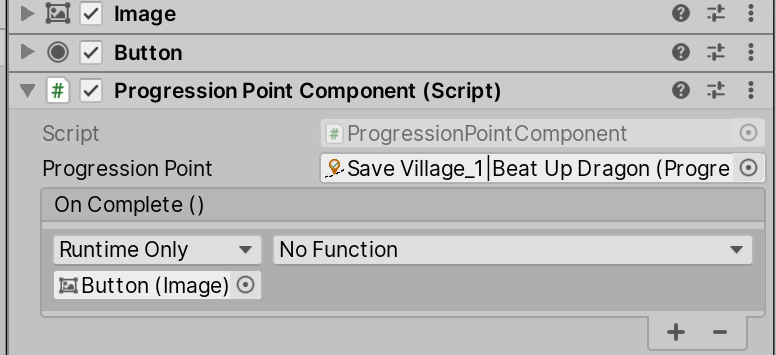 Image
Button
# Progression Point Component (Script)
Script # ProgressionPointComponent
Progression Point Save Village_1|Beat Up Dragon (Progre
On Complete ()
Runtime Only No Function
Button (Image)